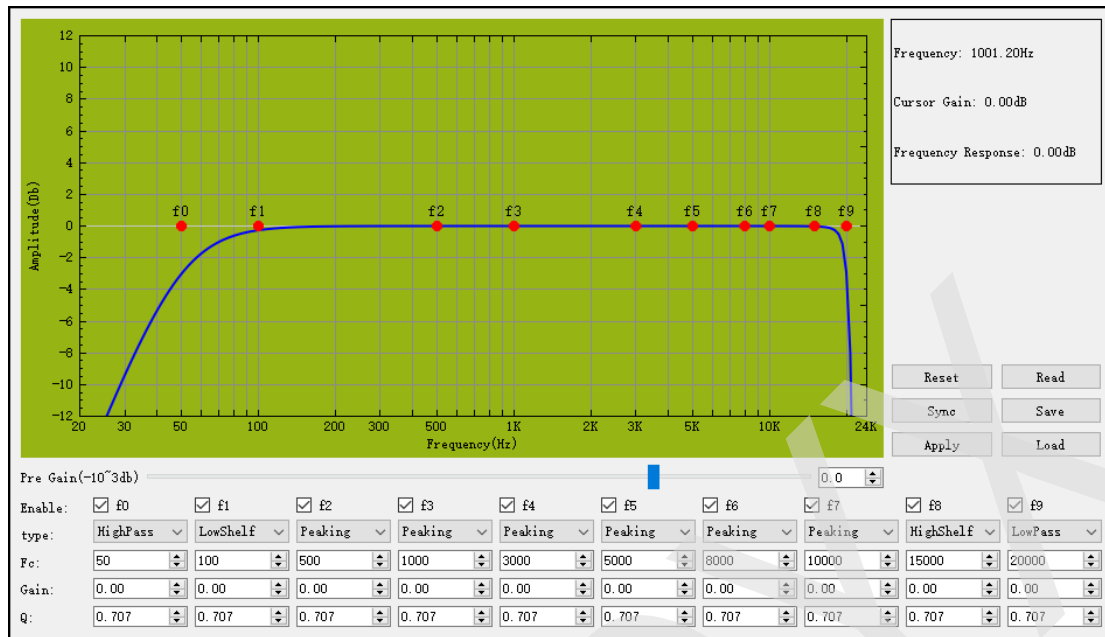 12
10
8
6
4
2
0
-2
-4
-6
-8
-10
-12
Amplitude(Db)
f0 f1 f2 f3 f4 f5 f6 f7 f8 f9
20 30 50 100 200 300 500 1K 2K 3K 5K 10K 24K
Frequency(Hz)
Frequency: 1001.20Hz
Cursor Gain: 0.00dB
Frequency Response: 0.00dB
Reset Read
Sync Save
Apply Load
Pre Gain(-10~3db) 0.0
Enable: f0 f1 f2 f3 f4 f5 f6 f7 f8 f9
type: HighPass LowShelf Peaking Peaking Peaking Peaking Peaking Peaking HighShelf LowPass
Fc: 50 100 500 1000 3000 5000 8000 10000 15000 20000
Gain: 0.00 0.00 0.00 0.00 0.00 0.00 0.00 0.00 0.00 0.00
Q: 0.707 0.707 0.707 0.707 0.707 0.707 0.707 0.707 0.707 0.707